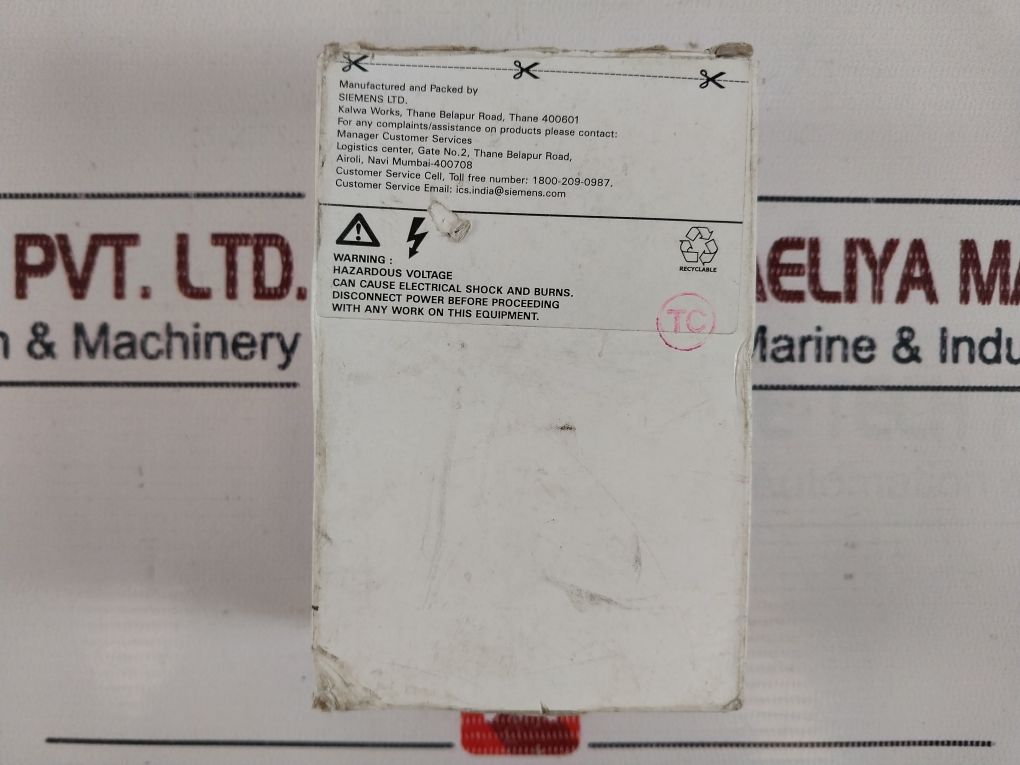 Manufactured and Packed by
SIEMENS LTD.
Kalwa Works, Thane Belapur Road, Thane 400601
For any complaints/assistance on products please contact:
Manager Customer Services
Logistics center, Gate No.2, Thane Belapur Road,
Airoli, Navi Mumbai-400708
Customer Service Cell, Toll free number: 1800-209-0987,
Customer Service Email: ics.india@siemens.com
WARNING :
HAZARDOUS VOLTAGE
CAN CAUSE ELECTRICAL SHOCK AND BURNS.
DISCONNECT POWER BEFORE PROCEEDING
WITH ANY WORK ON THIS EQUIPMENT.
RECYCLABLE
TC
PVT. LTD.
& Machinery
AELIYA MA
Marine & Indu